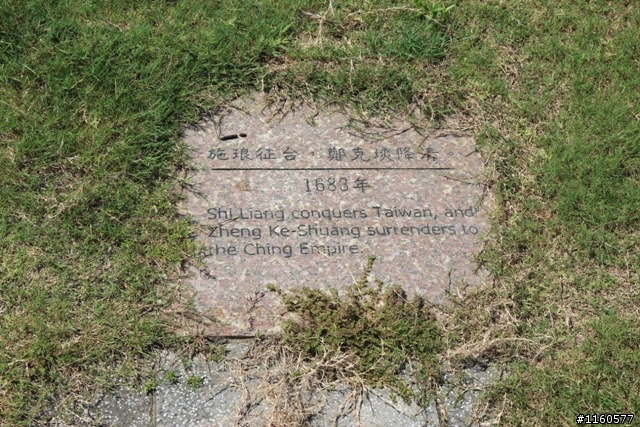 施琅征台,鄭克塽降清。
1683年
Shi Liang conquers Taiwan, and
Zheng Ke-Shuang surrenders to
the Ching Empire.
#1160577